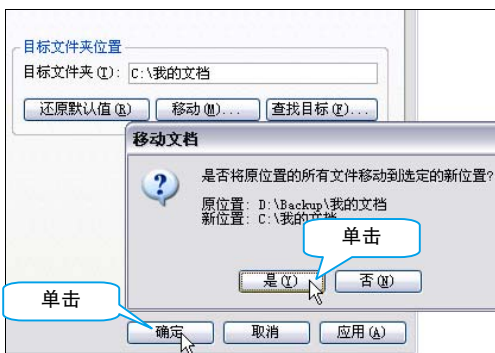 目标文件夹位置
目标文件夹(T): C:\我的文档
还原默认值(R) 移动(M)... 查找目标(F)...
移动文档
是否将原位置的所有文件移动到选定的新位置?
原位置: D:\Backup\我的文档
新位置: C:\我的文档
单击
是(Y) 否(N)
单击
确定 取消 应用(A)